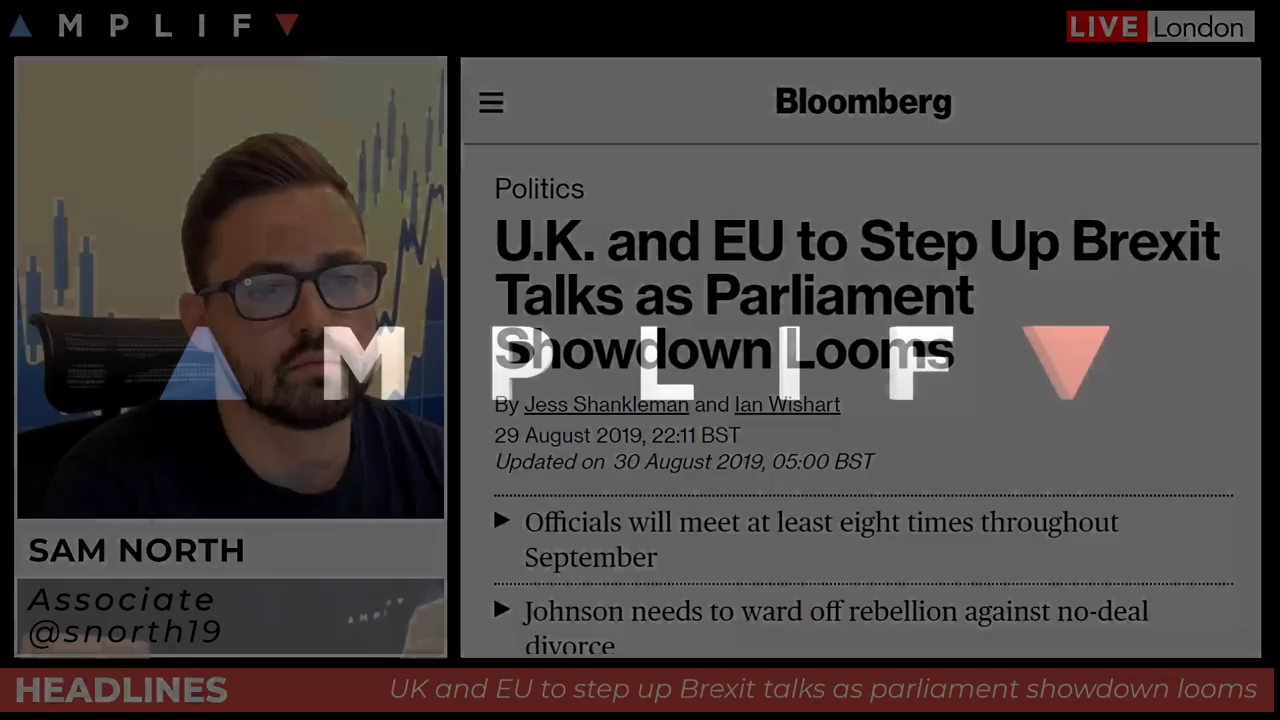 AMPLIFY
LIVE London
Bloomberg
Politics
U.K. and EU to Step Up Brexit
Talks as Parliament
Showdown Looms
AMPLIFY
By Jess Shankleman and Ian Wishart
29 August 2019, 22:11 BST
Updated on 30 August 2019, 05:00 BST
Officials will meet at least eight times throughout
September
Johnson needs to ward off rebellion against no-deal
divorce
SAM NORTH
Associate
@snorth19
AMPLIFY
HEADLINES
UK and EU to step up Brexit talks as parliament showdown looms